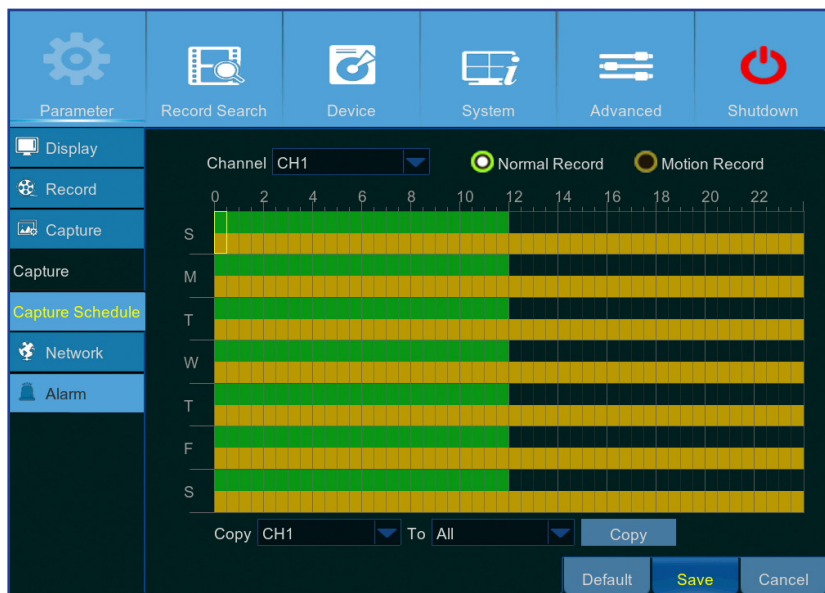 Parameter Record Search Device System Advanced Shutdown
Display
Record
Capture
Capture
Capture Schedule
Network
Alarm
Channel CH1 Normal Record Motion Record
0 2 4 6 8 10 12 14 16 18 20 22
S
M
T
W
T
F
S
Copy CH1 To All Copy
Default Save Cancel